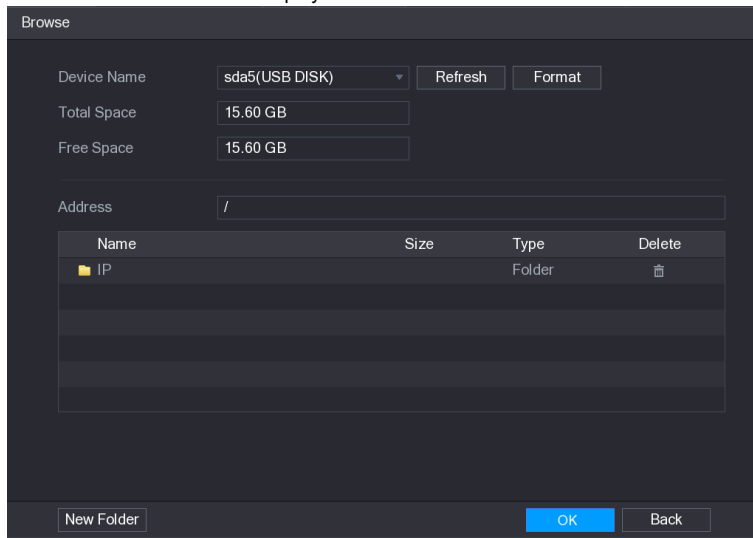 Browse
Device Name sda5(USB DISK) Refresh Format
Total Space 15.60 GB
Free Space 15.60 GB
Address /
Name Size Type Delete
IP Folder
New Folder OK Back